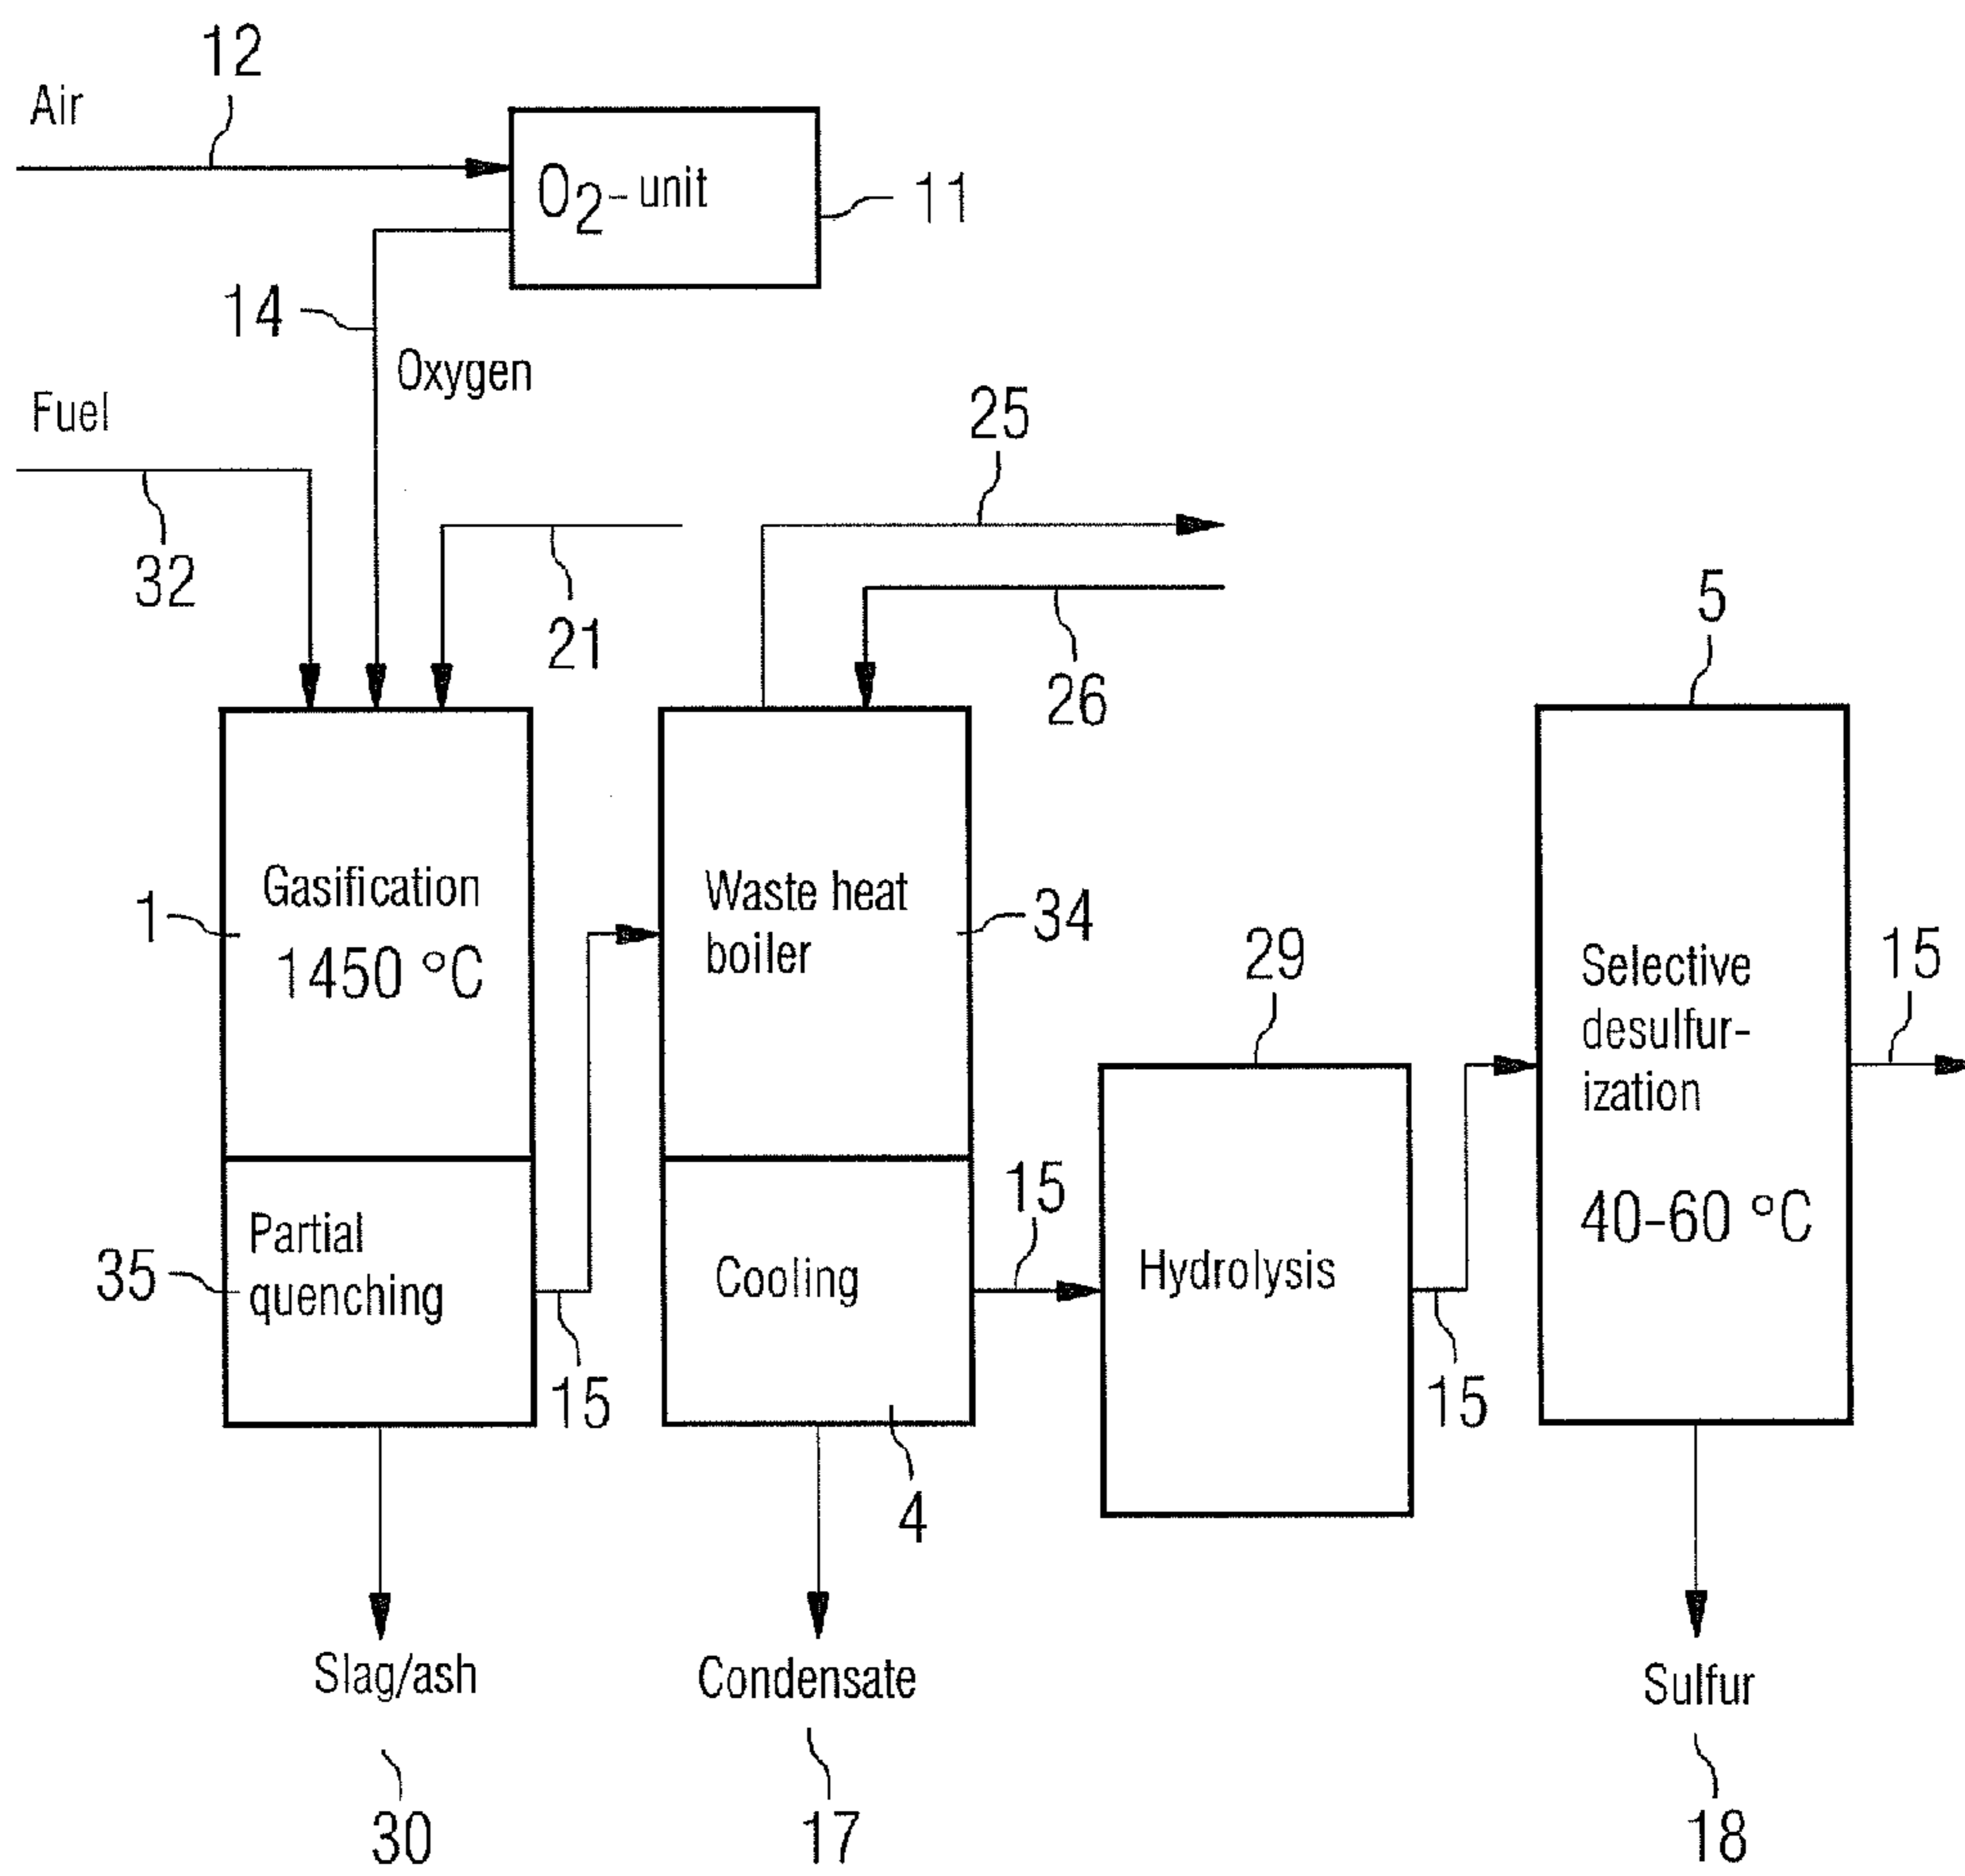 12
Air
O2-unit
11
14
Oxygen
Fuel
25
32
21
26
5
Gasification
1450 °C
1
Waste heat
boiler
34
29
Selective
desulfur-
ization
40-60 °C
15
Partial
quenching
35
15
Cooling
15
Hydrolysis
15
4
Slag/ash
Condensate
Sulfur
30
17
18